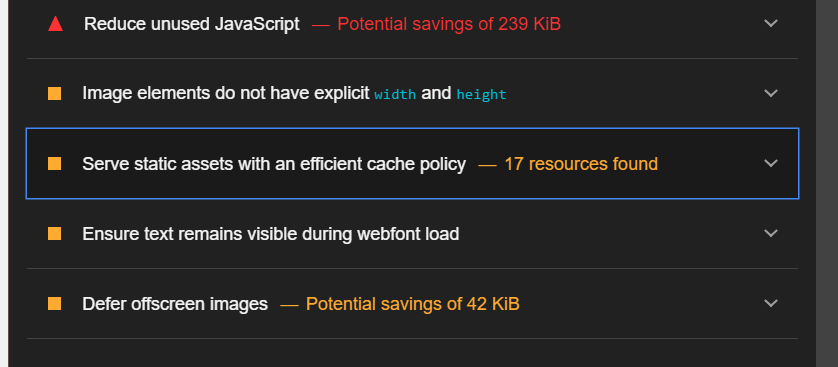 Reduce unused JavaScript — Potential savings of 239 KiB
Image elements do not have explicit width and height
Serve static assets with an efficient cache policy — 17 resources found
Ensure text remains visible during webfont load
Defer offscreen images — Potential savings of 42 KiB